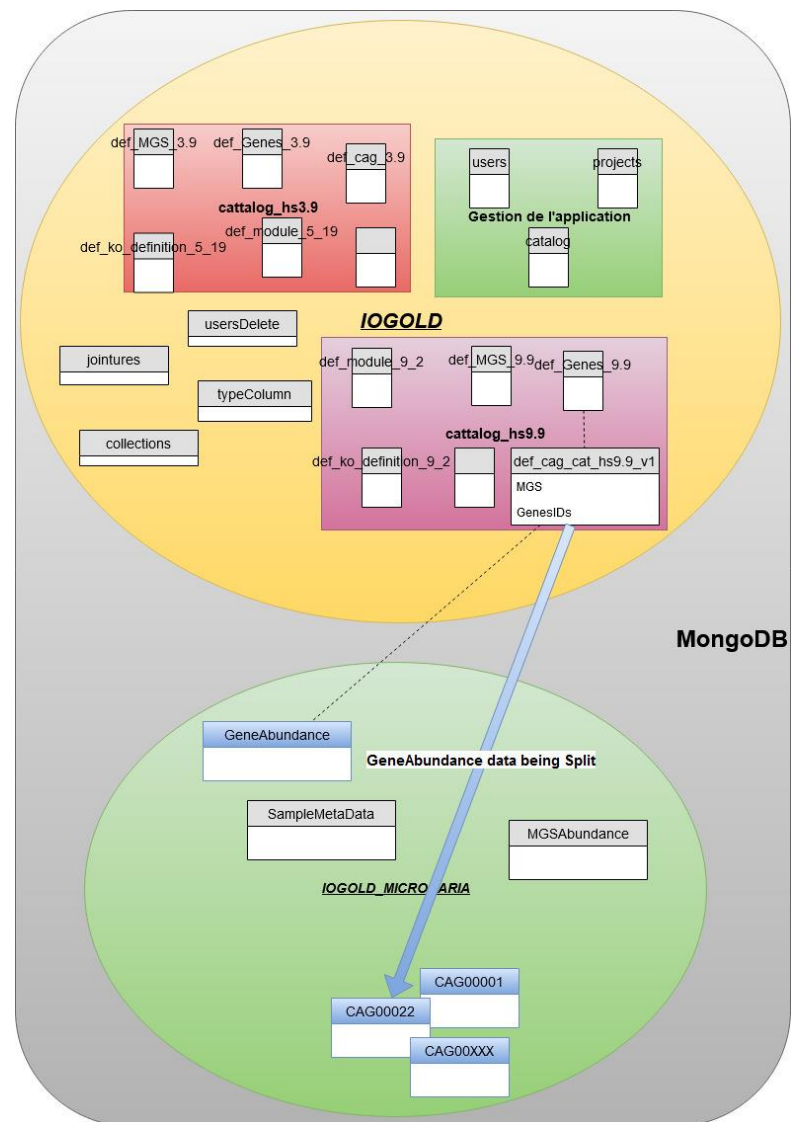 def_MGS_3.9
def_Genes_3.9
def_cag_3.9
cattalog_hs3.9
def_ko_definition_5_19
def_module_5_19
users
projects
Gestion de l'application
catalog
usersDelete
IOGOLD
jointures
typeColumn
collections
def_module_9_2
def_MGS_9.9
def_Genes_9.9
cattalog_hs9.9
def_ko_definition_9_2
def_cag_cat_hs9.9_v1
MGS
GenesIDs
MongoDB
GeneAbundance
GeneAbundance data being Split
SampleMetaData
MGSAbundance
CAG00001
CAG00022
CAG00XXX